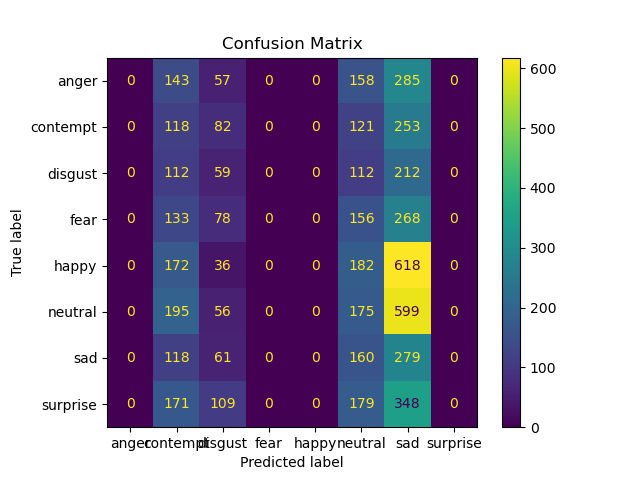 Confusion Matrix
True label
anger 0 143 57 0 0 158 285 0
contempt 0 118 82 0 0 121 253 0
disgust 0 112 59 0 0 112 212 0
fear 0 133 78 0 0 156 268 0
happy 0 172 36 0 0 182 618 0
neutral 0 195 56 0 0 175 599 0
sad 0 118 61 0 0 160 279 0
surprise 0 171 109 0 0 179 348 0
anger contempt disgust fear happy neutral sad surprise
Predicted label
600
500
400
300
200
100
0